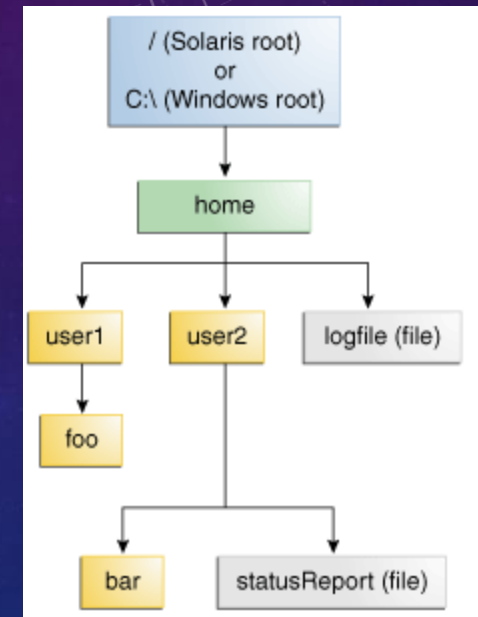 / (Solaris root)
or
C:\ (Windows root)
home
user1
user2
logfile (file)
foo
bar
statusReport (file)